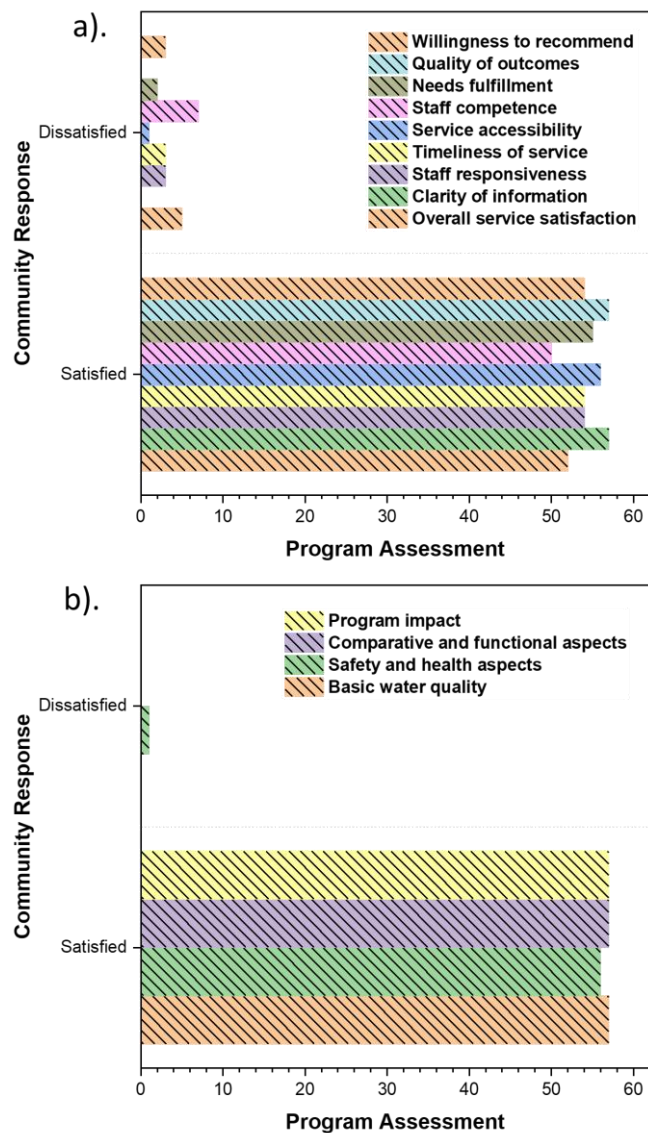 a).
Willingness to recommend
Quality of outcomes
Needs fulfillment
Staff competence
Service accessibility
Timeliness of service
Staff responsiveness
Clarity of information
Overall service satisfaction
Community Response
Dissatisfied
Satisfied
0 10 20 30 40 50 60
Program Assessment
b).
Program impact
Comparative and functional aspects
Safety and health aspects
Basic water quality
Community Response
Dissatisfied
Satisfied
0 10 20 30 40 50 60
Program Assessment